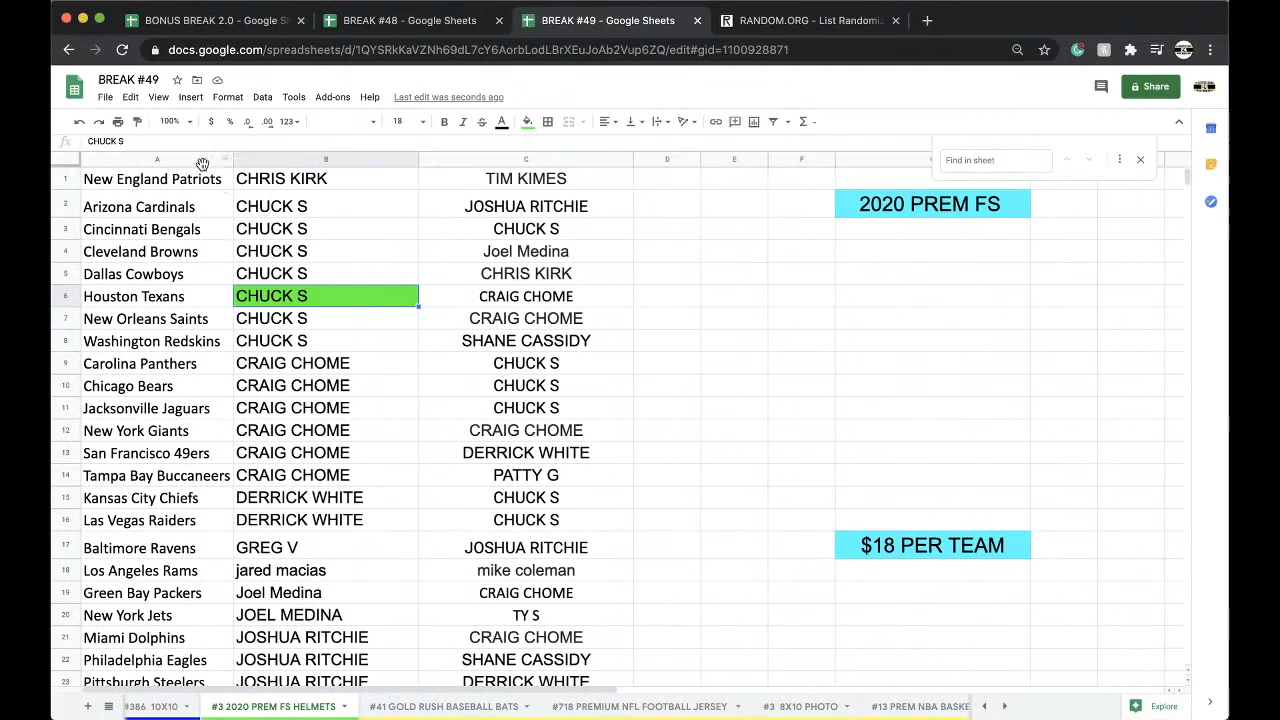 BONUS BREAK 2.0 - Google S
BREAK #48 - Google Sheets
BREAK #49 - Google Sheets
RANDOM.ORG - List Randomi
docs.google.com/spreadsheets/d/1QYSRkKaVZNh69dL7cY6AorbLodLBrXEuJoAb2Vup6ZQ/edit#gid=1100928871
BREAK #49
File Edit View Insert Format Data Tools Add-ons Help Last edit was seconds ago
Share
100% $ % .0 .00 123 18 B I S A
fx CHUCK S
Find in sheet
A B C D E F
1 New England Patriots CHRIS KIRK TIM KIMES
2 Arizona Cardinals CHUCK S JOSHUA RITCHIE 2020 PREM FS
3 Cincinnati Bengals CHUCK S CHUCK S
4 Cleveland Browns CHUCK S Joel Medina
5 Dallas Cowboys CHUCK S CHRIS KIRK
6 Houston Texans CHUCK S CRAIG CHOME
7 New Orleans Saints CHUCK S CRAIG CHOME
8 Washington Redskins CHUCK S SHANE CASSIDY
9 Carolina Panthers CRAIG CHOME CHUCK S
10 Chicago Bears CRAIG CHOME CHUCK S
11 Jacksonville Jaguars CRAIG CHOME CHUCK S
12 New York Giants CRAIG CHOME CRAIG CHOME
13 San Francisco 49ers CRAIG CHOME DERRICK WHITE
14 Tampa Bay Buccaneers CRAIG CHOME PATTY G
15 Kansas City Chiefs DERRICK WHITE CHUCK S
16 Las Vegas Raiders DERRICK WHITE CHUCK S
17 Baltimore Ravens GREG V JOSHUA RITCHIE $18 PER TEAM
18 Los Angeles Rams jared macias mike coleman
19 Green Bay Packers Joel Medina CRAIG CHOME
20 New York Jets JOEL MEDINA TY S
21 Miami Dolphins JOSHUA RITCHIE CRAIG CHOME
22 Philadelphia Eagles JOSHUA RITCHIE SHANE CASSIDY
23 Pittsburgh Steelers JOSHUA RITCHIE DERRICK WHITE
#386 10X10 #3 2020 PREM FS HELMETS #41 GOLD RUSH BASEBALL BATS #718 PREMIUM NFL FOOTBALL JERSEY #3 8X10 PHOTO #13 PREM NBA BASKE
Explore